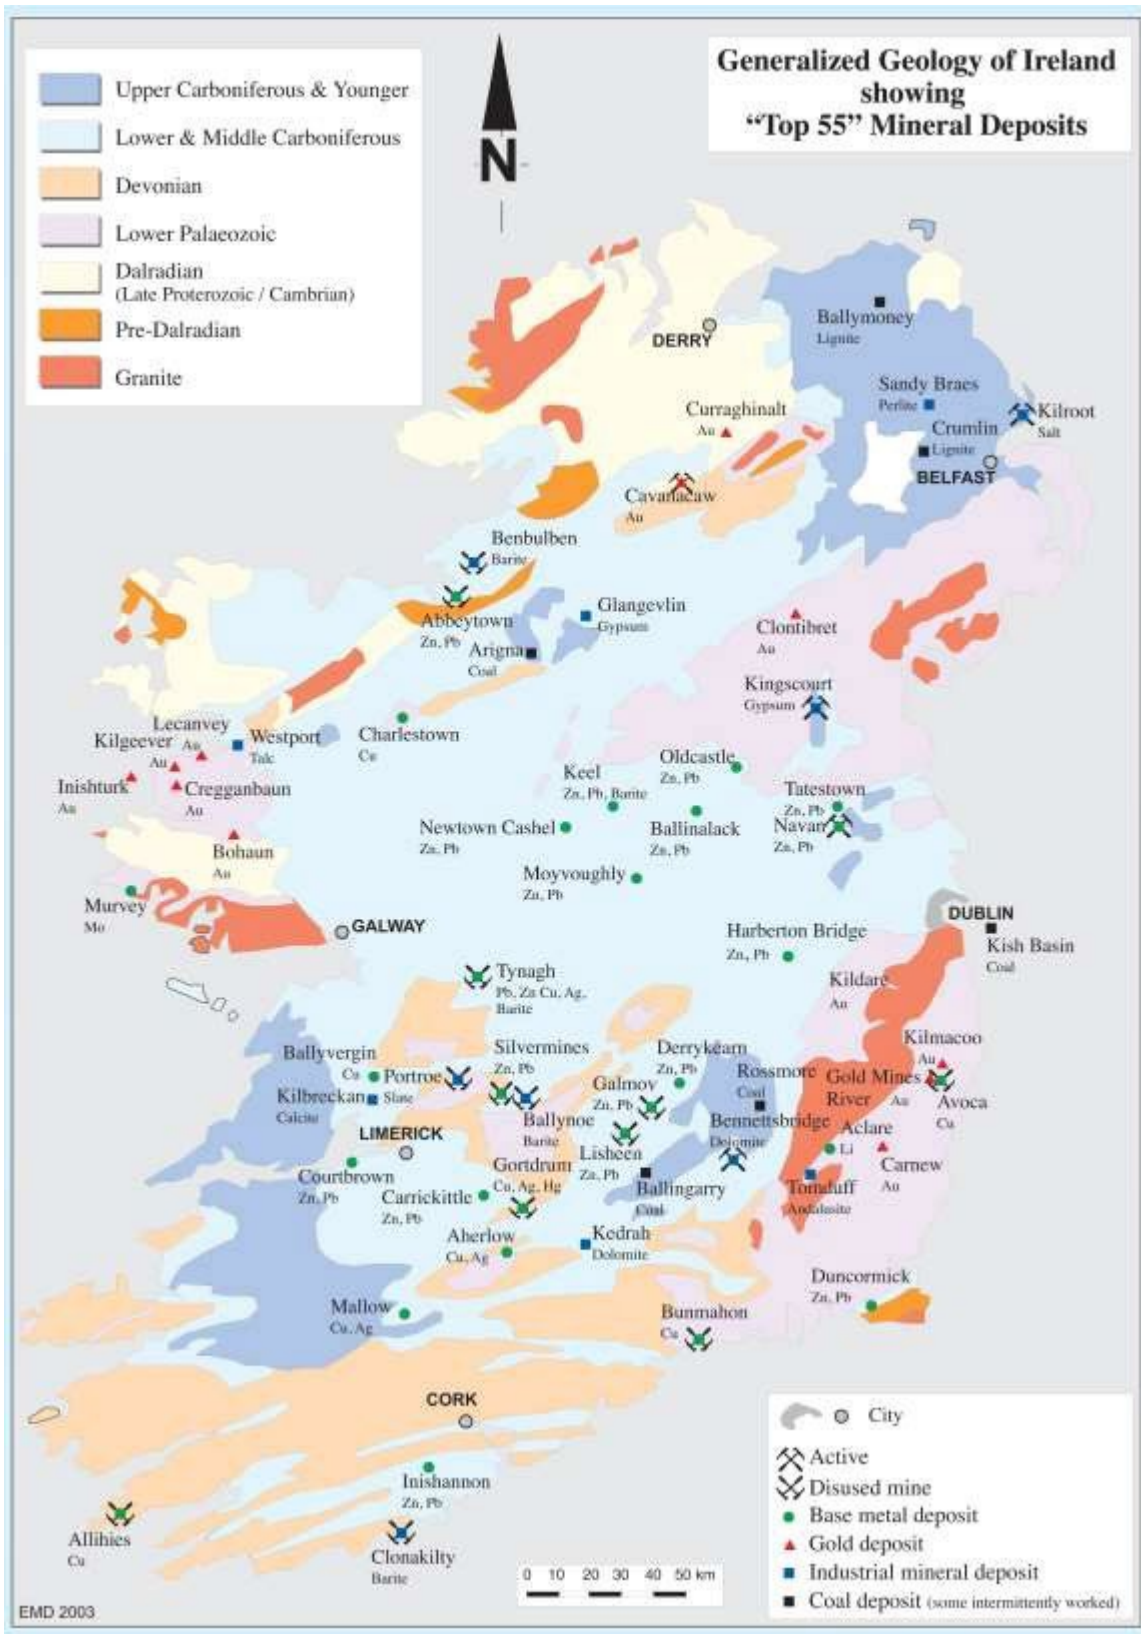 Generalized Geology of Ireland
showing
“Top 55” Mineral Deposits
Upper Carboniferous & Younger
Lower & Middle Carboniferous
Devonian
Lower Palaeozoic
Dalradian
(Late Proterozoic / Cambrian)
Pre-Dalradian
Granite
N
DERRY
Ballymoney
Lignite
Sandy Braes
Perlite
Kilroot
Salt
Crumlin
Lignite
BELFAST
Curraghinalt
Au
Cavanacaw
Au
Benbulben
Barite
Abbeytown
Zn, Pb
Glangevlin
Gypsum
Arigna
Coal
Clontibret
Au
Kingscourt
Gypsum
Lecanvey
Au
Kilgeever
Au
Westport
Talc
Charlestown
Cu
Inishturk
Au
Cregganbaun
Au
Bohaun
Au
Oldcastle
Zn, Pb
Keel
Zn, Pb, Barite
Tatestown
Zn, Pb
Navan
Zn, Pb
Newtown Cashel
Zn, Pb
Ballinalack
Zn, Pb
Moyvoughly
Zn, Pb
Murvey
Mo
GALWAY
DUBLIN
Kish Basin
Coal
Harberton Bridge
Zn, Pb
Kildare
Au
Tynagh
Pb, Zn Cu, Ag,
Barite
Kilmacoo
Au
Ballyvergin
Cu
Silvermines
Zn, Pb
Derrykearn
Zn, Pb
Rossmore
Coal
Gold Mines
River
Au
Avoca
Cu
Portroe
Slate
Kilbreckan
Calcite
Galmoy
Zn, Pb
Ballynoe
Barite
Bennettsbridge
Dolomite
Aclare
Li
LIMERICK
Lisheen
Zn, Pb
Carnew
Au
Courtbrown
Zn, Pb
Gortdrum
Cu, Ag, Hg
Ballingarry
Coal
Tomduff
Andalusite
Carrickittle
Zn, Pb
Aherlow
Cu, Ag
Kedrah
Dolomite
Duncormick
Zn, Pb
Mallow
Cu, Ag
Bunmahon
Cu
CORK
Inishannon
Zn, Pb
Allihies
Cu
Clonakilty
Barite
City
Active
Disused mine
Base metal deposit
Gold deposit
Industrial mineral deposit
Coal deposit (some intermittently worked)
0 10 20 30 40 50 km
EMD 2003